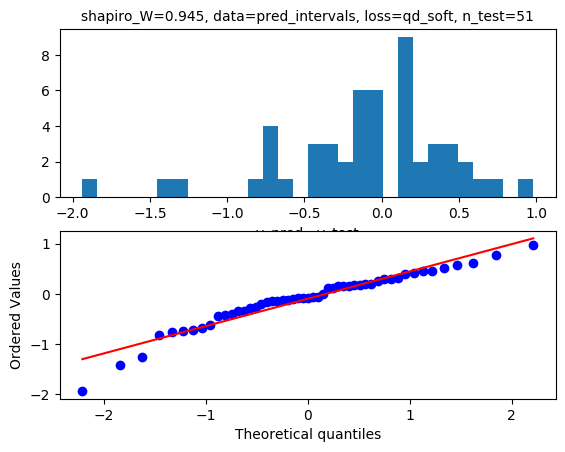 shapiro_W=0.945, data=pred_intervals, loss=qd_soft, n_test=51
8
6
4
2
0
−2.0 −1.5 −1.0 −0.5 0.0 0.5 1.0
1
0
−1
−2
Ordered Values
−2 −1 0 1 2
Theoretical quantiles